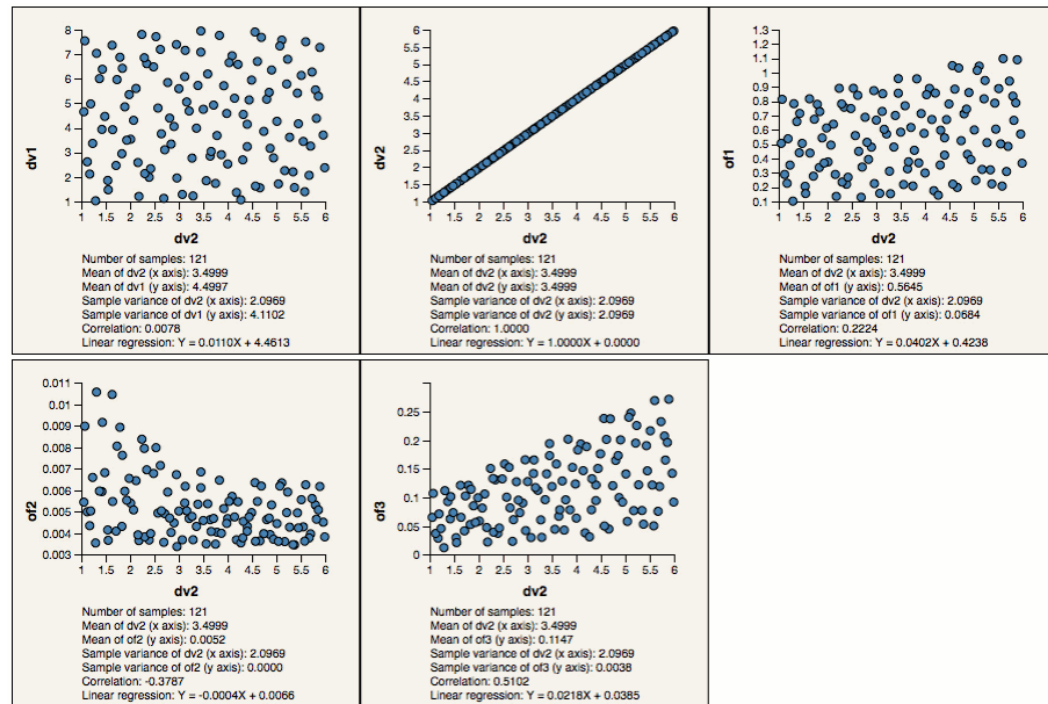 8
7
6
5
4
3
2
1
dv1
1 1.5 2 2.5 3 3.5 4 4.5 5 5.5 6
dv2
Number of samples: 121
Mean of dv2 (x axis): 3.4999
Mean of dv1 (y axis): 4.4997
Sample variance of dv2 (x axis): 2.0969
Sample variance of dv1 (y axis): 4.1102
Correlation: 0.0078
Linear regression: Y = 0.0110X + 4.4613
6
5.5
5
4.5
4
3.5
3
2.5
2
1.5
1
dv2
1 1.5 2 2.5 3 3.5 4 4.5 5 5.5 6
dv2
Number of samples: 121
Mean of dv2 (x axis): 3.4999
Mean of dv2 (y axis): 3.4999
Sample variance of dv2 (x axis): 2.0969
Sample variance of dv2 (y axis): 2.0969
Correlation: 1.0000
Linear regression: Y = 1.0000X + 0.0000
1.3
1.2
1.1
1
0.9
0.8
0.7
0.6
0.5
0.4
0.3
0.2
0.1
of1
1 1.5 2 2.5 3 3.5 4 4.5 5 5.5 6
dv2
Number of samples: 121
Mean of dv2 (x axis): 3.4999
Mean of of1 (y axis): 0.5645
Sample variance of dv2 (x axis): 2.0969
Sample variance of of1 (y axis): 0.0684
Correlation: 0.2224
Linear regression: Y = 0.0402X + 0.4238
0.011
0.01
0.009
0.008
0.007
0.006
0.005
0.004
0.003
of2
1 1.5 2 2.5 3 3.5 4 4.5 5 5.5 6
dv2
Number of samples: 121
Mean of dv2 (x axis): 3.4999
Mean of of2 (y axis): 0.0052
Sample variance of dv2 (x axis): 2.0969
Sample variance of of2 (y axis): 0.0000
Correlation: -0.3787
Linear regression: Y = -0.0004X + 0.0066
0.25
0.2
0.15
0.1
0.05
0
of3
1 1.5 2 2.5 3 3.5 4 4.5 5 5.5 6
dv2
Number of samples: 121
Mean of dv2 (x axis): 3.4999
Mean of of3 (y axis): 0.1147
Sample variance of dv2 (x axis): 2.0969
Sample variance of of3 (y axis): 0.0038
Correlation: 0.5102
Linear regression: Y = 0.0218X + 0.0385